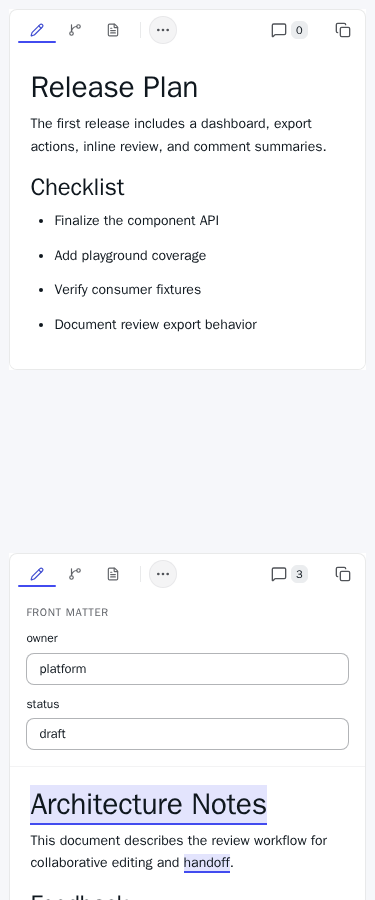 0
Release Plan
The first release includes a dashboard, export
actions, inline review, and comment summaries.
Checklist
• Finalize the component API
• Add playground coverage
• Verify consumer fixtures
• Document review export behavior
3
FRONT MATTER
owner
platform
status
draft
Architecture Notes
This document describes the review workflow for
collaborative editing and handoff.
Feedback